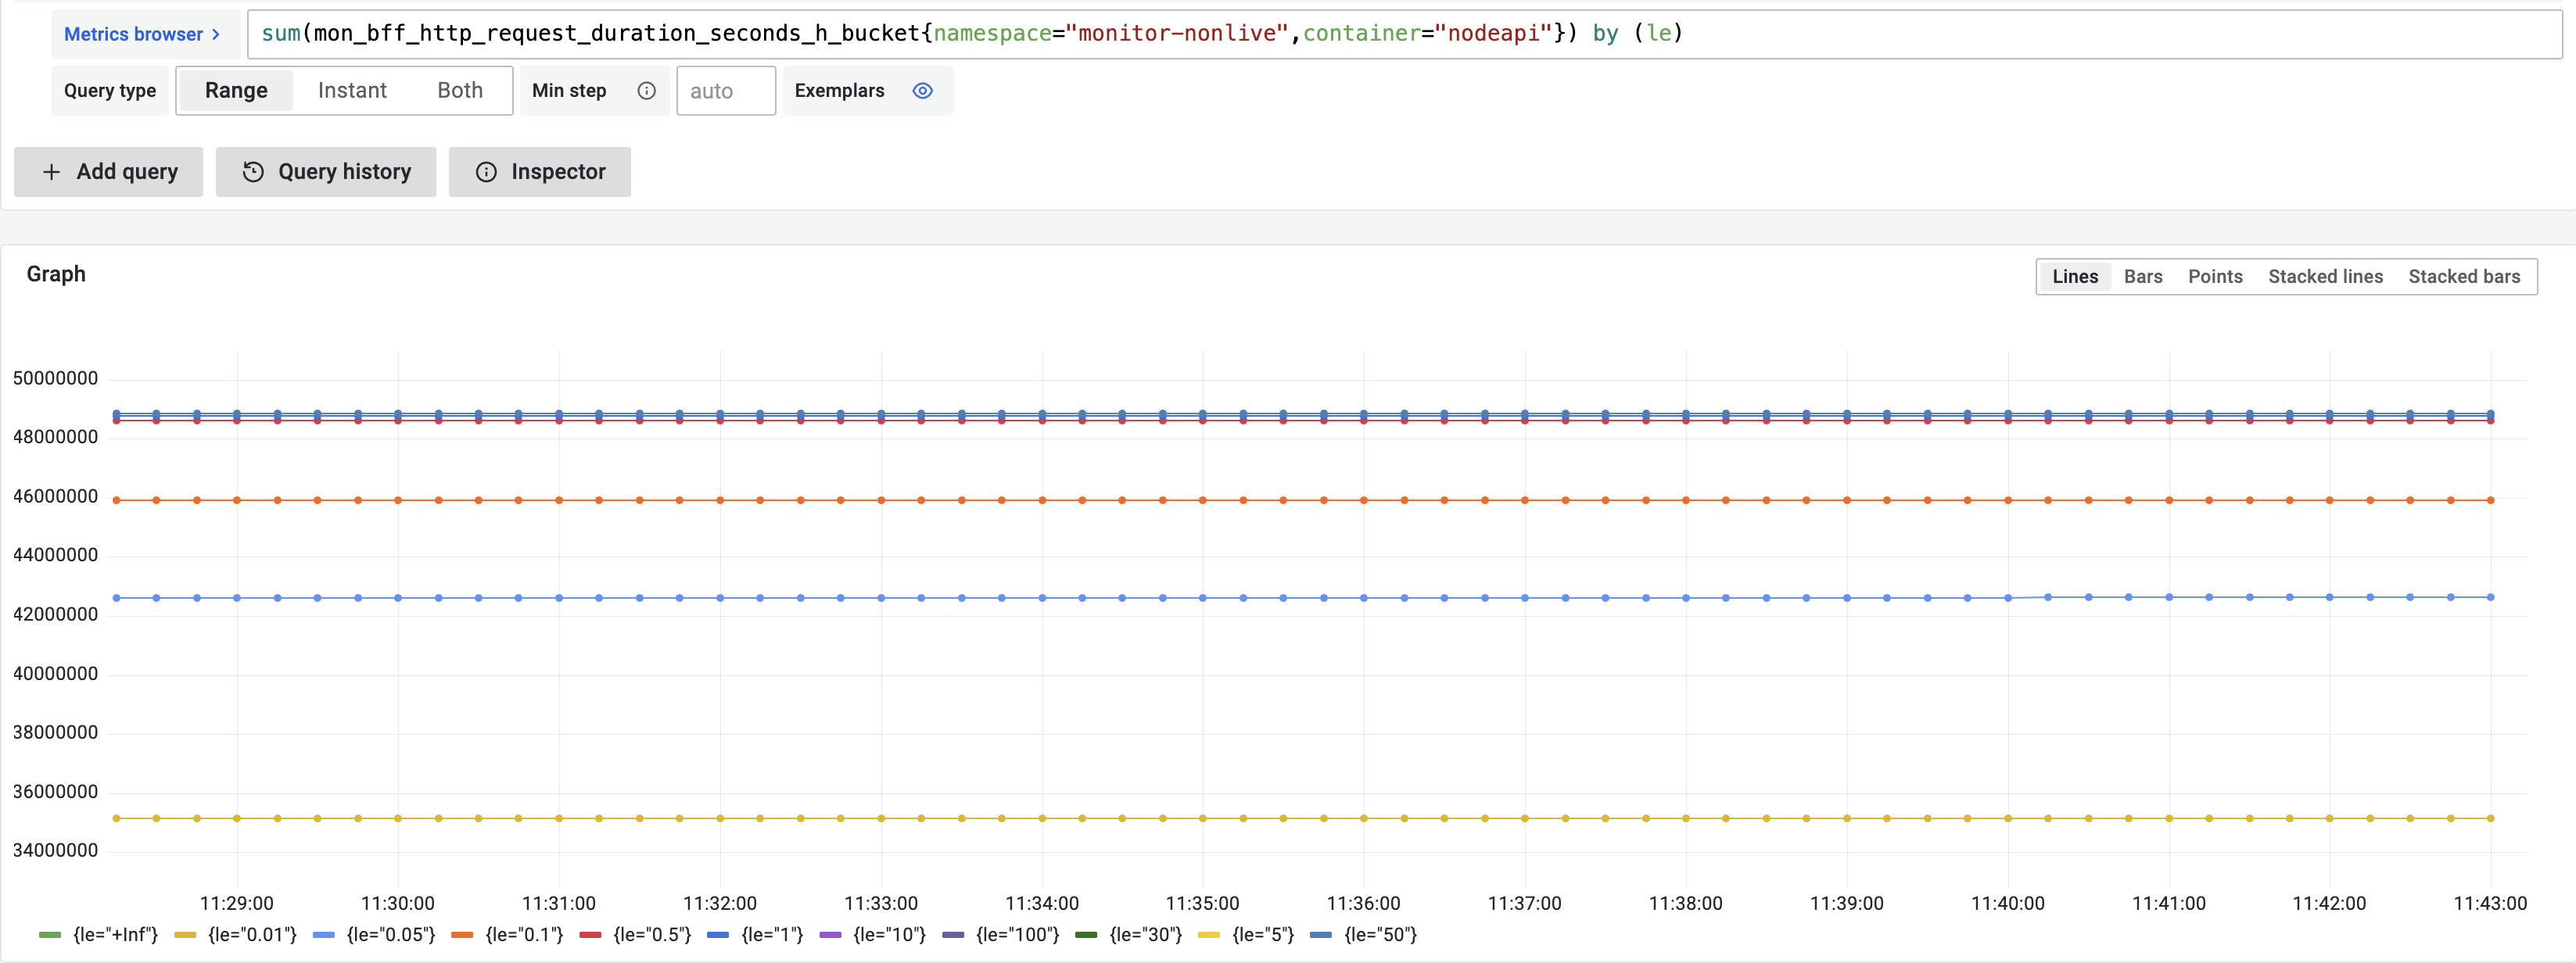 Metrics browser > sum(mon_bff_http_request_duration_seconds_h_bucket{namespace="monitor-nonlive",container="nodeapi"}) by (le)
Query type Range Instant Both Min step auto Exemplars
+ Add query Query history Inspector
Graph Lines Bars Points Stacked lines Stacked bars
50000000
48000000
46000000
44000000
42000000
40000000
38000000
36000000
34000000
11:29:00 11:30:00 11:31:00 11:32:00 11:33:00 11:34:00 11:35:00 11:36:00 11:37:00 11:38:00 11:39:00 11:40:00 11:41:00 11:42:00 11:43:00
{le="+Inf"} {le="0.01"} {le="0.05"} {le="0.1"} {le="0.5"} {le="1"} {le="10"} {le="100"} {le="30"} {le="5"} {le="50"}